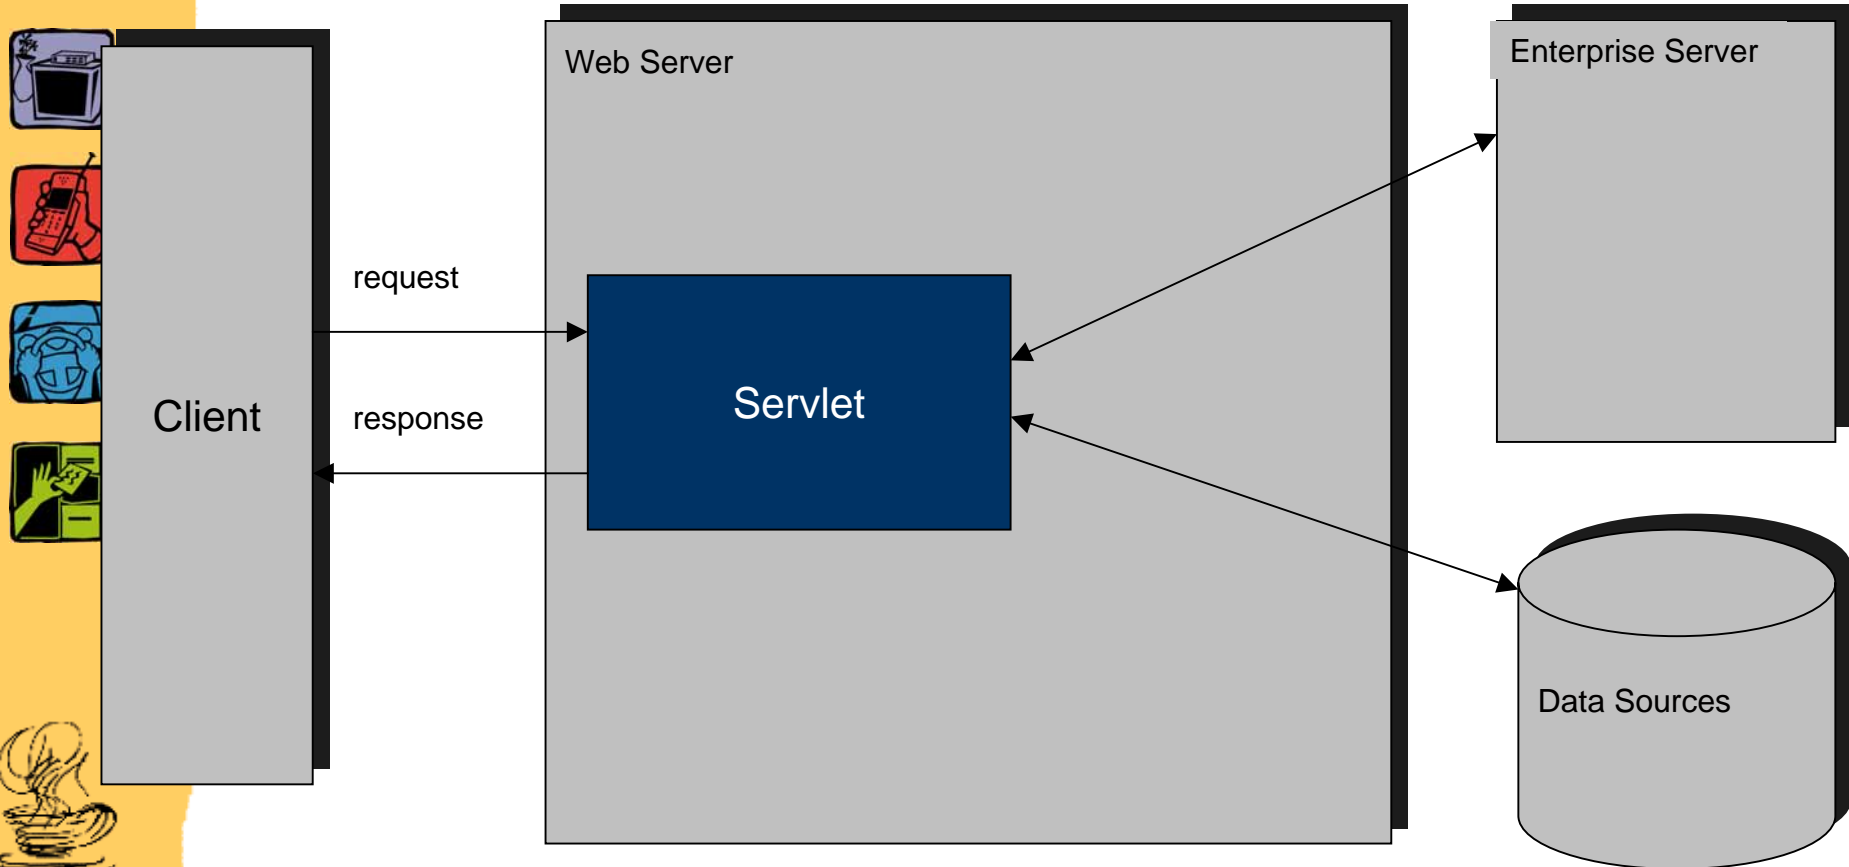 Web Server
Enterprise Server
request
Client
response
Servlet
Data Sources